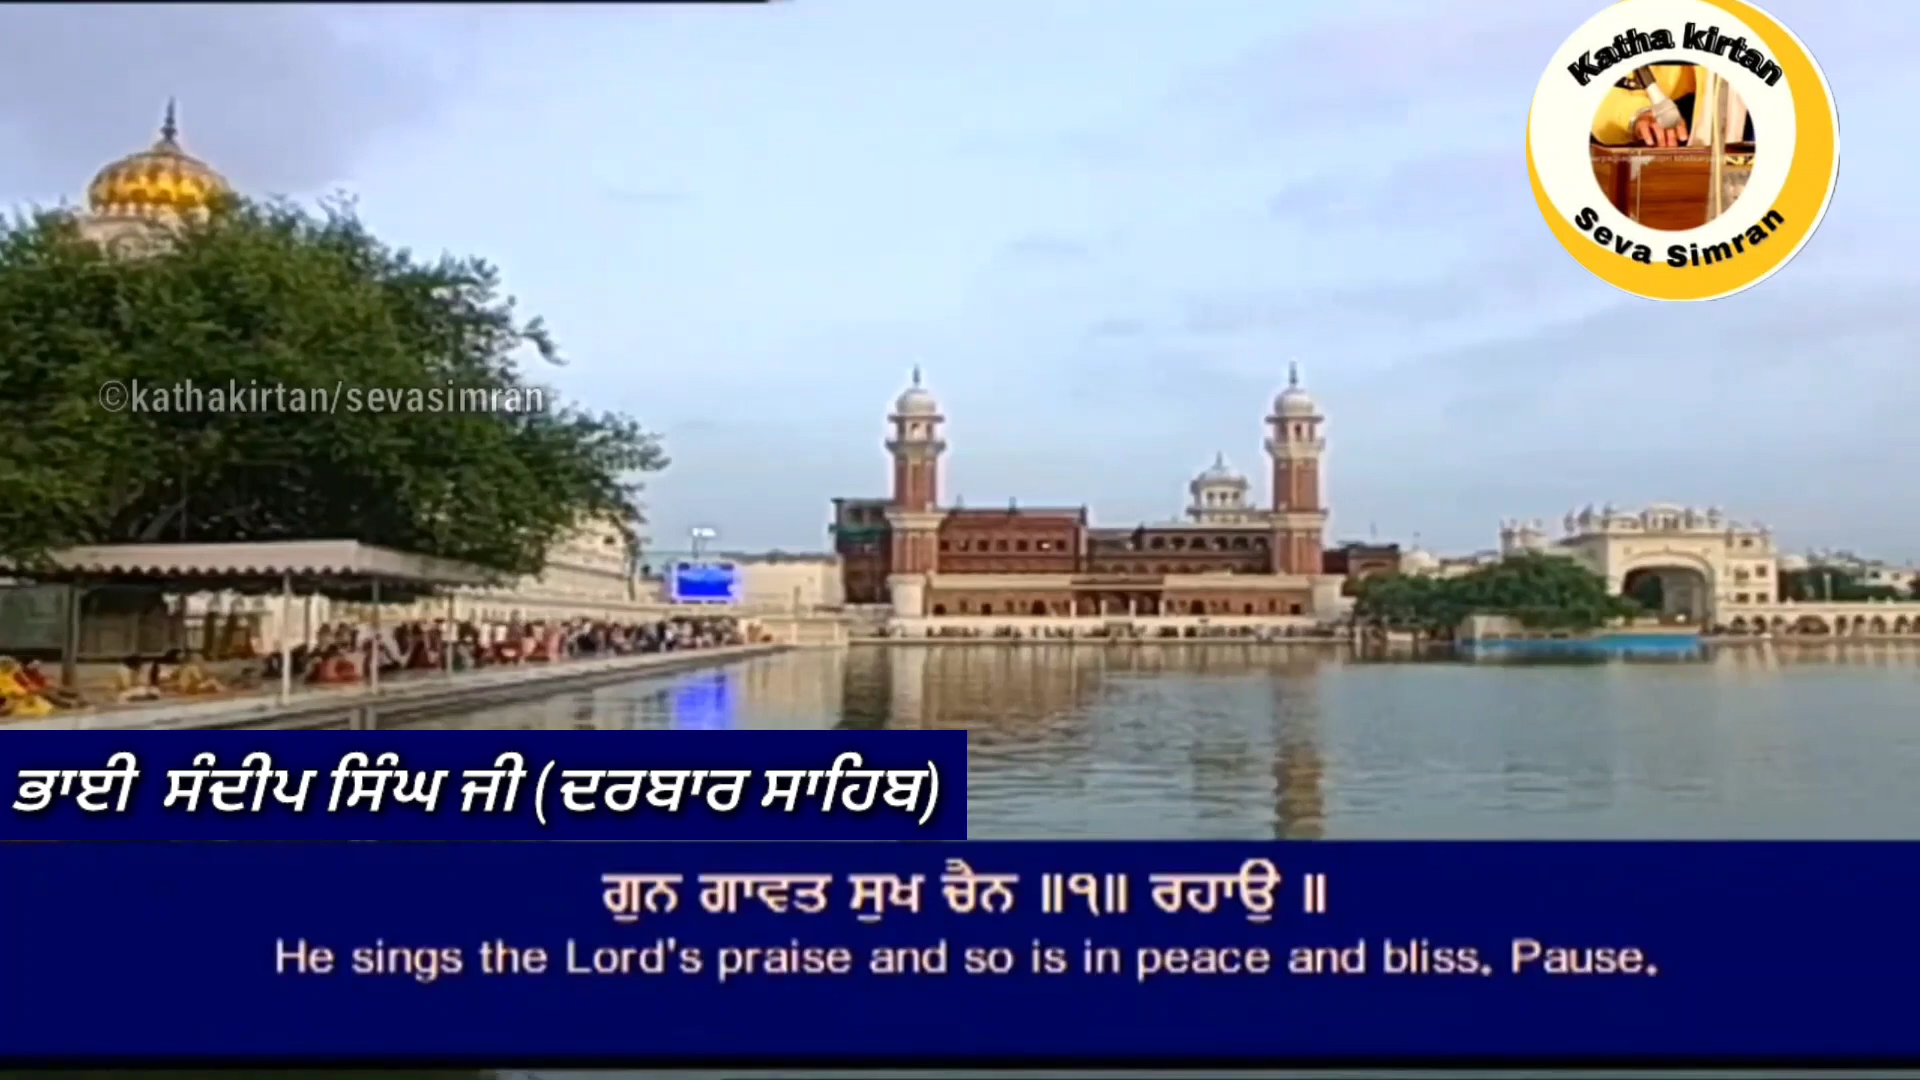 Katha kirtan
Seva Simran
©kathakirtan/sevasimran
ਭਾਈ ਸੰਦੀਪ ਸਿੰਘ ਜੀ (ਦਰਬਾਰ ਸਾਹਿਬ)
ਗੁਨ ਗਾਵਤ ਸੁਖ ਚੈਨ ॥੧॥ ਰਹਾਉ ॥
He sings the Lord's praise and so is in peace and bliss. Pause.